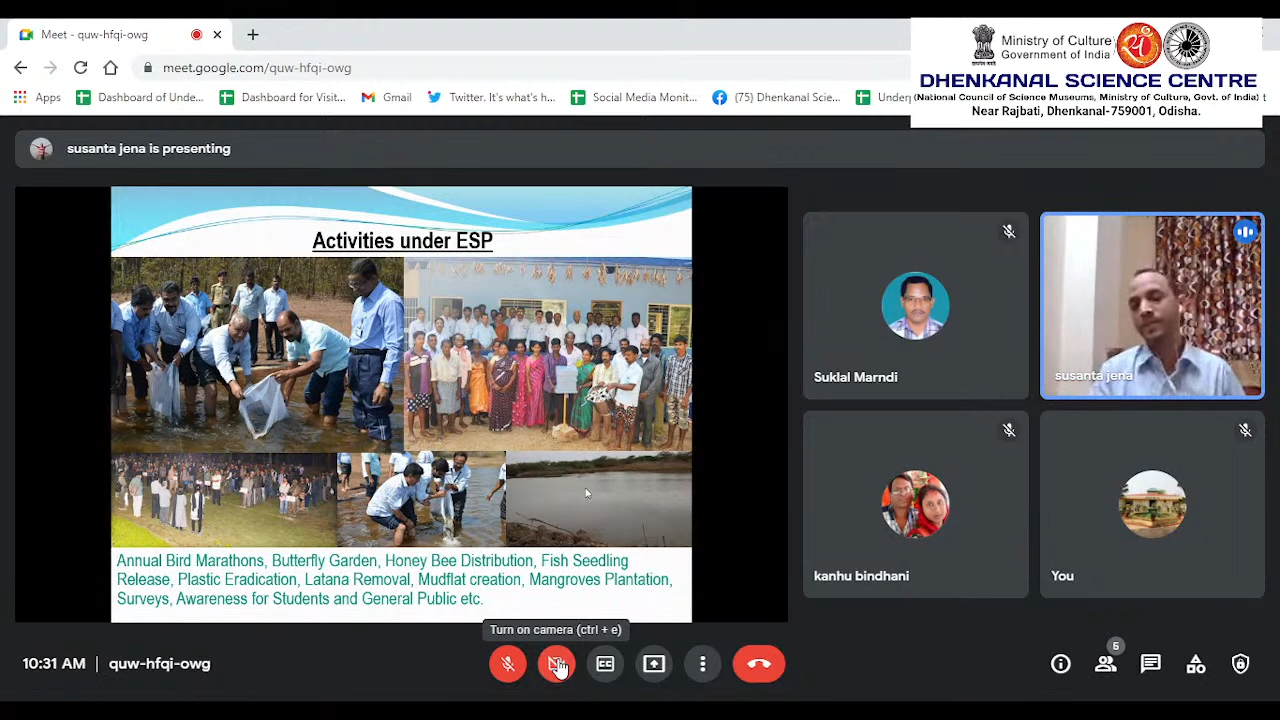 Meet - quw-hfqi-owg
meet.google.com/quw-hfqi-owg
Apps
Dashboard of Unde...
Dashboard for Visit...
Gmail
Twitter. It's what's h...
Social Media Monit...
(75) Dhenkanal Scie...
Ministry of Culture
Government of India
DHENKANAL SCIENCE CENTRE
(National Council of Science Museums, Ministry of Culture, Govt. of India)
Near Rajbati, Dhenkanal-759001, Odisha.
susanta jena is presenting
Activities under ESP
Annual Bird Marathons, Butterfly Garden, Honey Bee Distribution, Fish Seedling
Release, Plastic Eradication, Latana Removal, Mudflat creation, Mangroves Plantation,
Surveys, Awareness for Students and General Public etc.
Suklal Marndi
susanta jena
kanhu bindhani
You
Turn on camera (ctrl + e)
10:31 AM | quw-hfqi-owg
CC
5